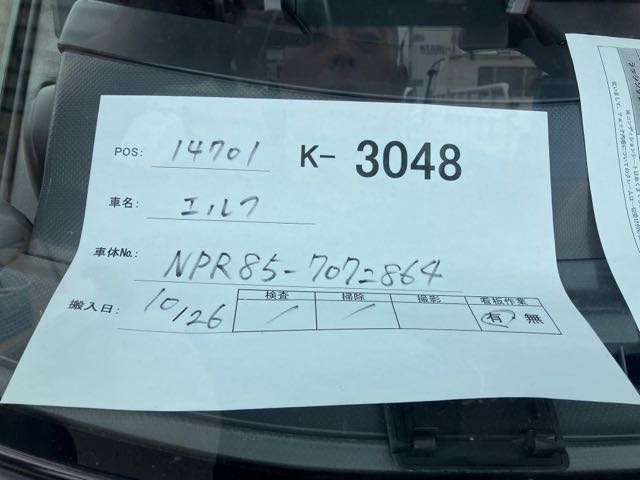 POS: 14701 K- 3048
車名: エルフ
車体No.: NPR85-7072864
搬入日: 10/26 検査 掃除 撮影 看板作業
有 無